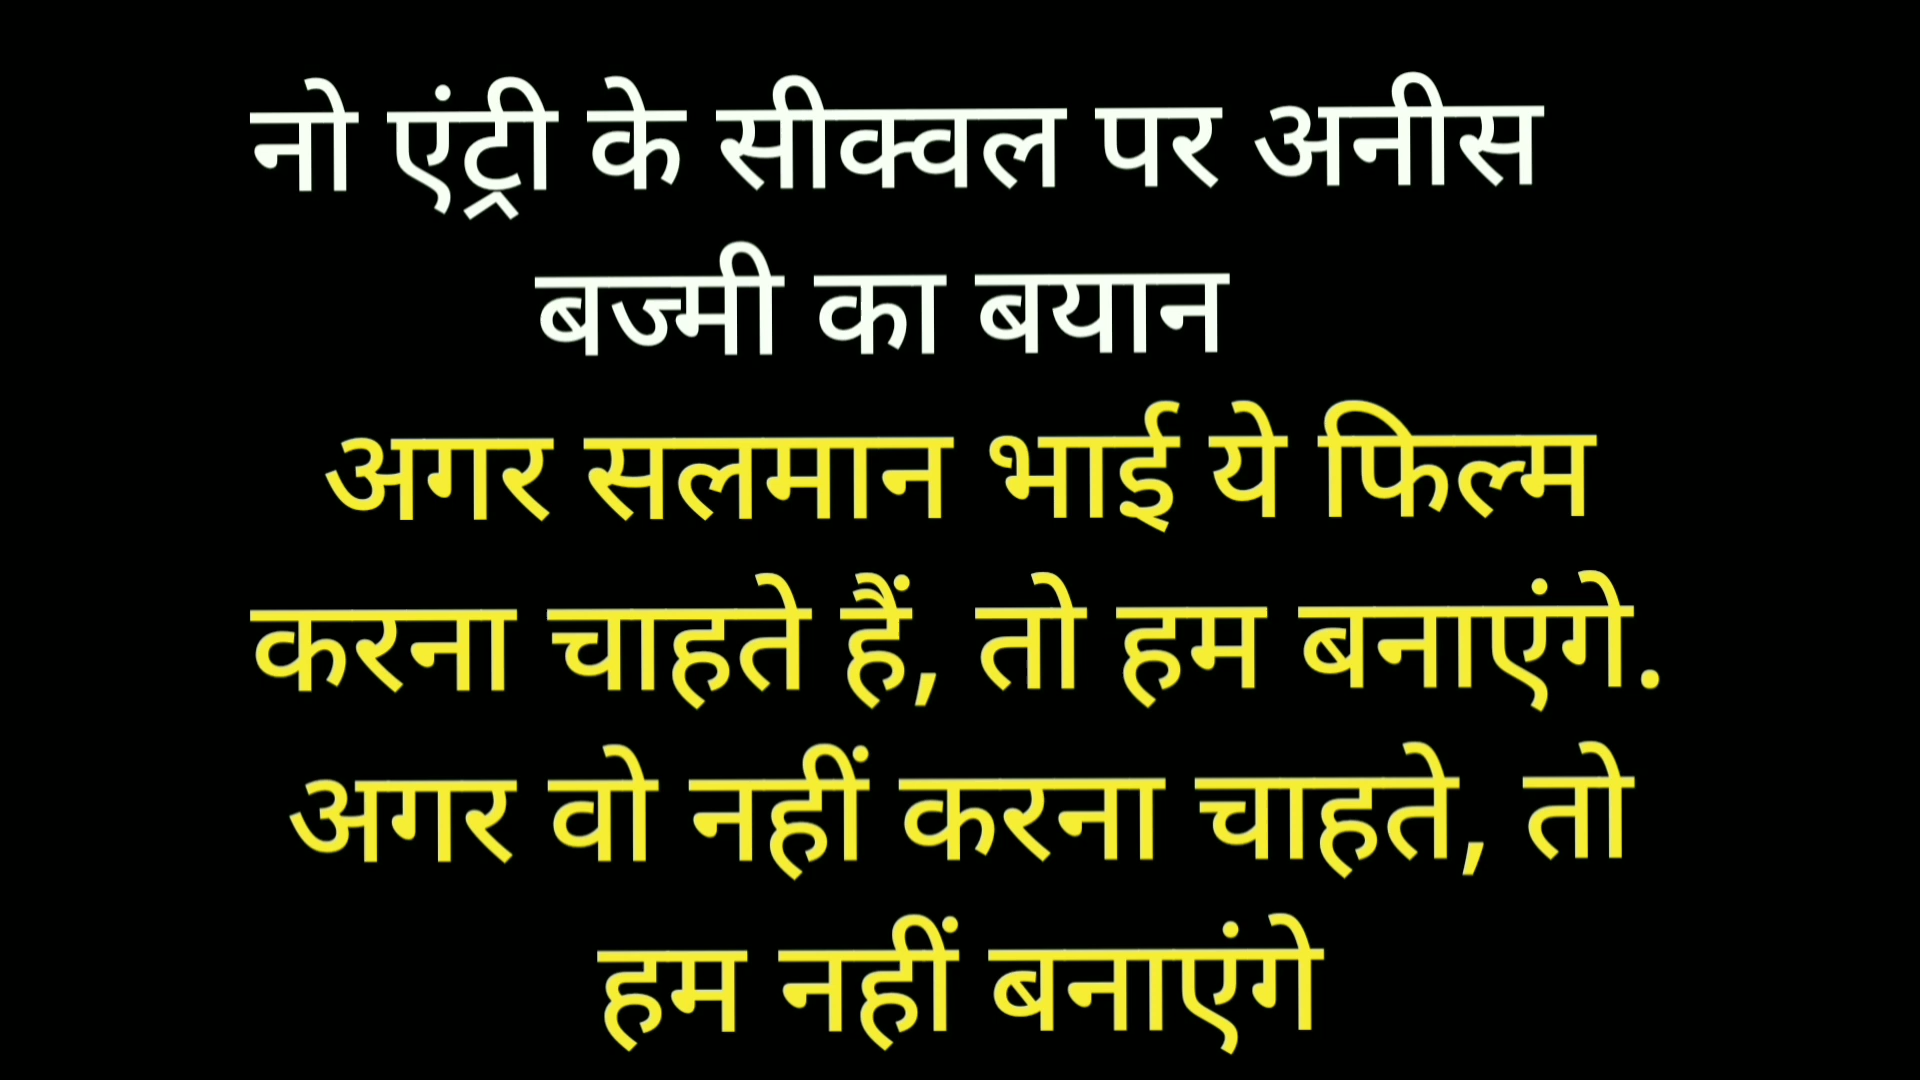 नो एंट्री के सीक्वल पर अनीस
बज्मी का बयान
अगर सलमान भाई ये फिल्म
करना चाहते हैं, तो हम बनाएंगे.
अगर वो नहीं करना चाहते, तो
हम नहीं बनाएंगे